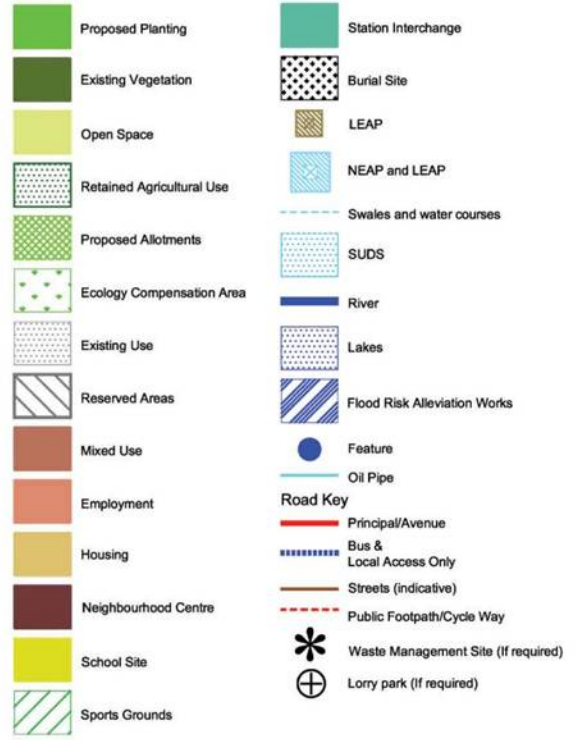 Proposed Planting
Existing Vegetation
Open Space
Retained Agricultural Use
Proposed Allotments
Ecology Compensation Area
Existing Use
Reserved Areas
Mixed Use
Employment
Housing
Neighbourhood Centre
School Site
Sports Grounds
Station Interchange
Burial Site
LEAP
NEAP and LEAP
Swales and water courses
SUDS
River
Lakes
Flood Risk Alleviation Works
Feature
Oil Pipe
Road Key
Principal/Avenue
Bus &
Local Access Only
Streets (indicative)
Public Footpath/Cycle Way
Waste Management Site (If required)
Lorry park (If required)